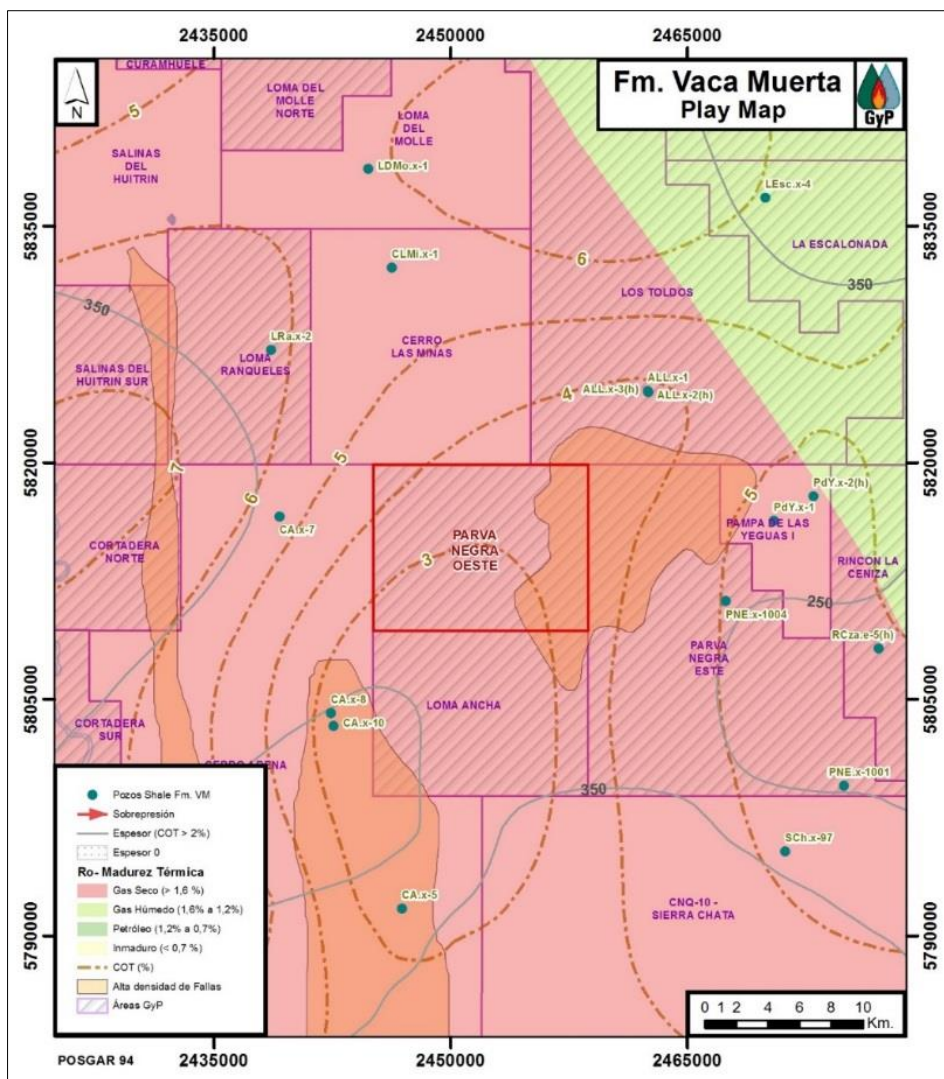 2435000
2450000
2465000
CURAMHUELE
Fm. Vaca Muerta
Play Map
GyP
N
LOMA DEL
MOLLE
NORTE
LOMA
DEL
MOLLE
5
SALINAS
DEL
HUITRIN
LDMo.x-1
LEsc.x-4
5835000
5835000
LA ESCALONADA
6
CLMi.x-1
350
350
LOS TOLDOS
LRa.x-2
CERRO
LAS MINAS
LOMA
RANQUELES
SALINAS DEL
HUITRIN SUR
ALL.x-1
ALL.x-3(h)
ALL.x-2(h)
4
5
5820000
5820000
7
6
5
PdY.x-2(h)
PdY.x-1
CA.x-7
PAMPA DE LAS
YEGUAS I
PARVA
NEGRA
OESTE
CORTADERA
NORTE
3
RINCON LA
CENIZA
250
PNE.x-1004
RCza.e-5(h)
PARVA
NEGRA
ESTE
5805000
5805000
CA.x-8
LOMA ANCHA
CA.x-10
CORTADERA
SUR
PNE.x-1001
350
SCh.x-97
CNQ-10 -
SIERRA CHATA
CA.x-5
5790000
5790000
Pozos Shale Fm. VM
Sobrepresión
Espesor (COT > 2%)
Espesor 0
Ro- Madurez Térmica
Gas Seco (> 1,6 %)
Gas Húmedo (1,6% a 1,2%)
Petróleo (1,2% a 0,7%)
Inmaduro (< 0,7 %)
COT (%)
Alta densidad de Fallas
Áreas GyP
0 1 2 4 6 8 10
Km.
POSGAR 94
2435000
2450000
2465000